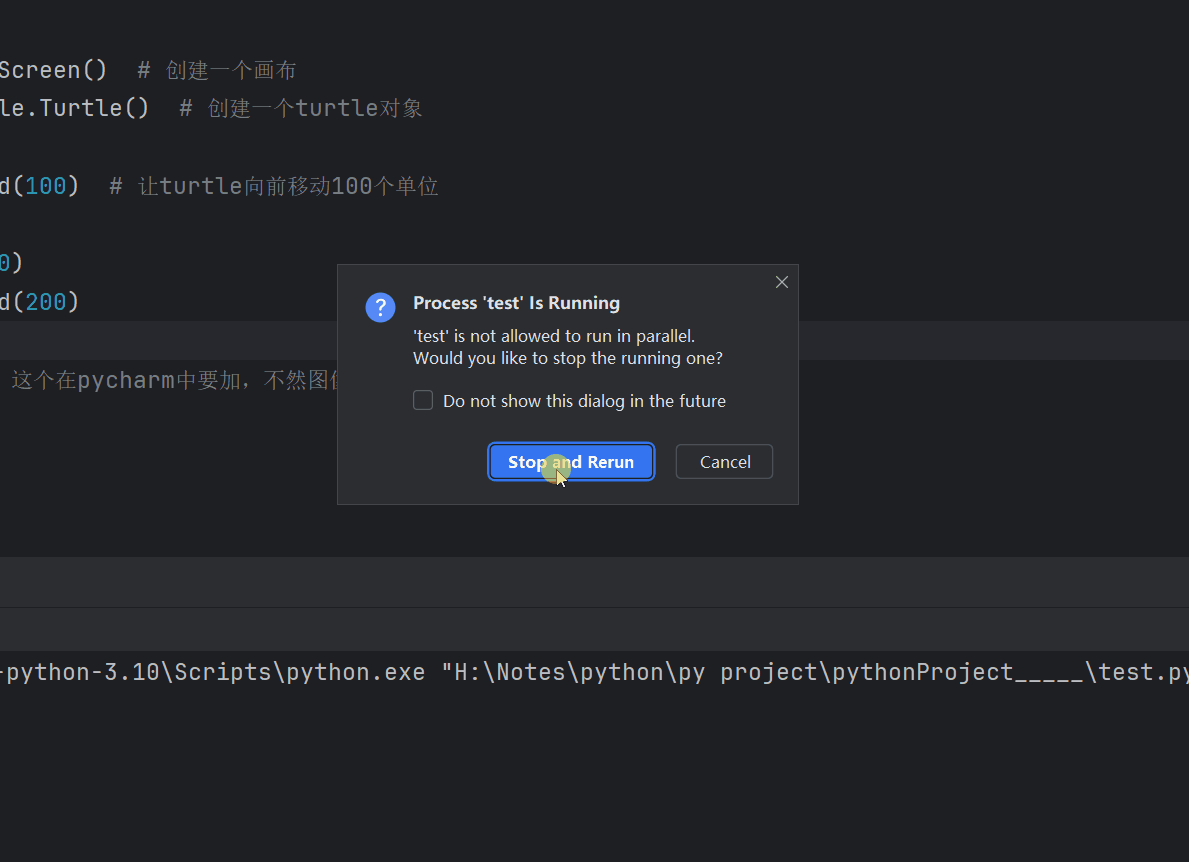 Screen()  # 创建一个画布
le.Turtle()  # 创建一个turtle对象
d(100)  # 让turtle向前移动100个单位
0)
d(200)
?
Process 'test' Is Running
'test' is not allowed to run in parallel.
Would you like to stop the running one?
这个在pycharm中要加，不然图
Do not show this dialog in the future
Stop and Rerun
Cancel
-python-3.10\Scripts\python.exe "H:\Notes\python\py project\pythonProject_____\test.py